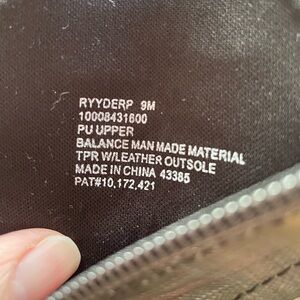 RYYDERP 9M
10008431600
PU UPPER
BALANCE MAN MADE MATERIAL
TPR W/LEATHER OUTSOLE
MADE IN CHINA 43385
PAT#10,172,421